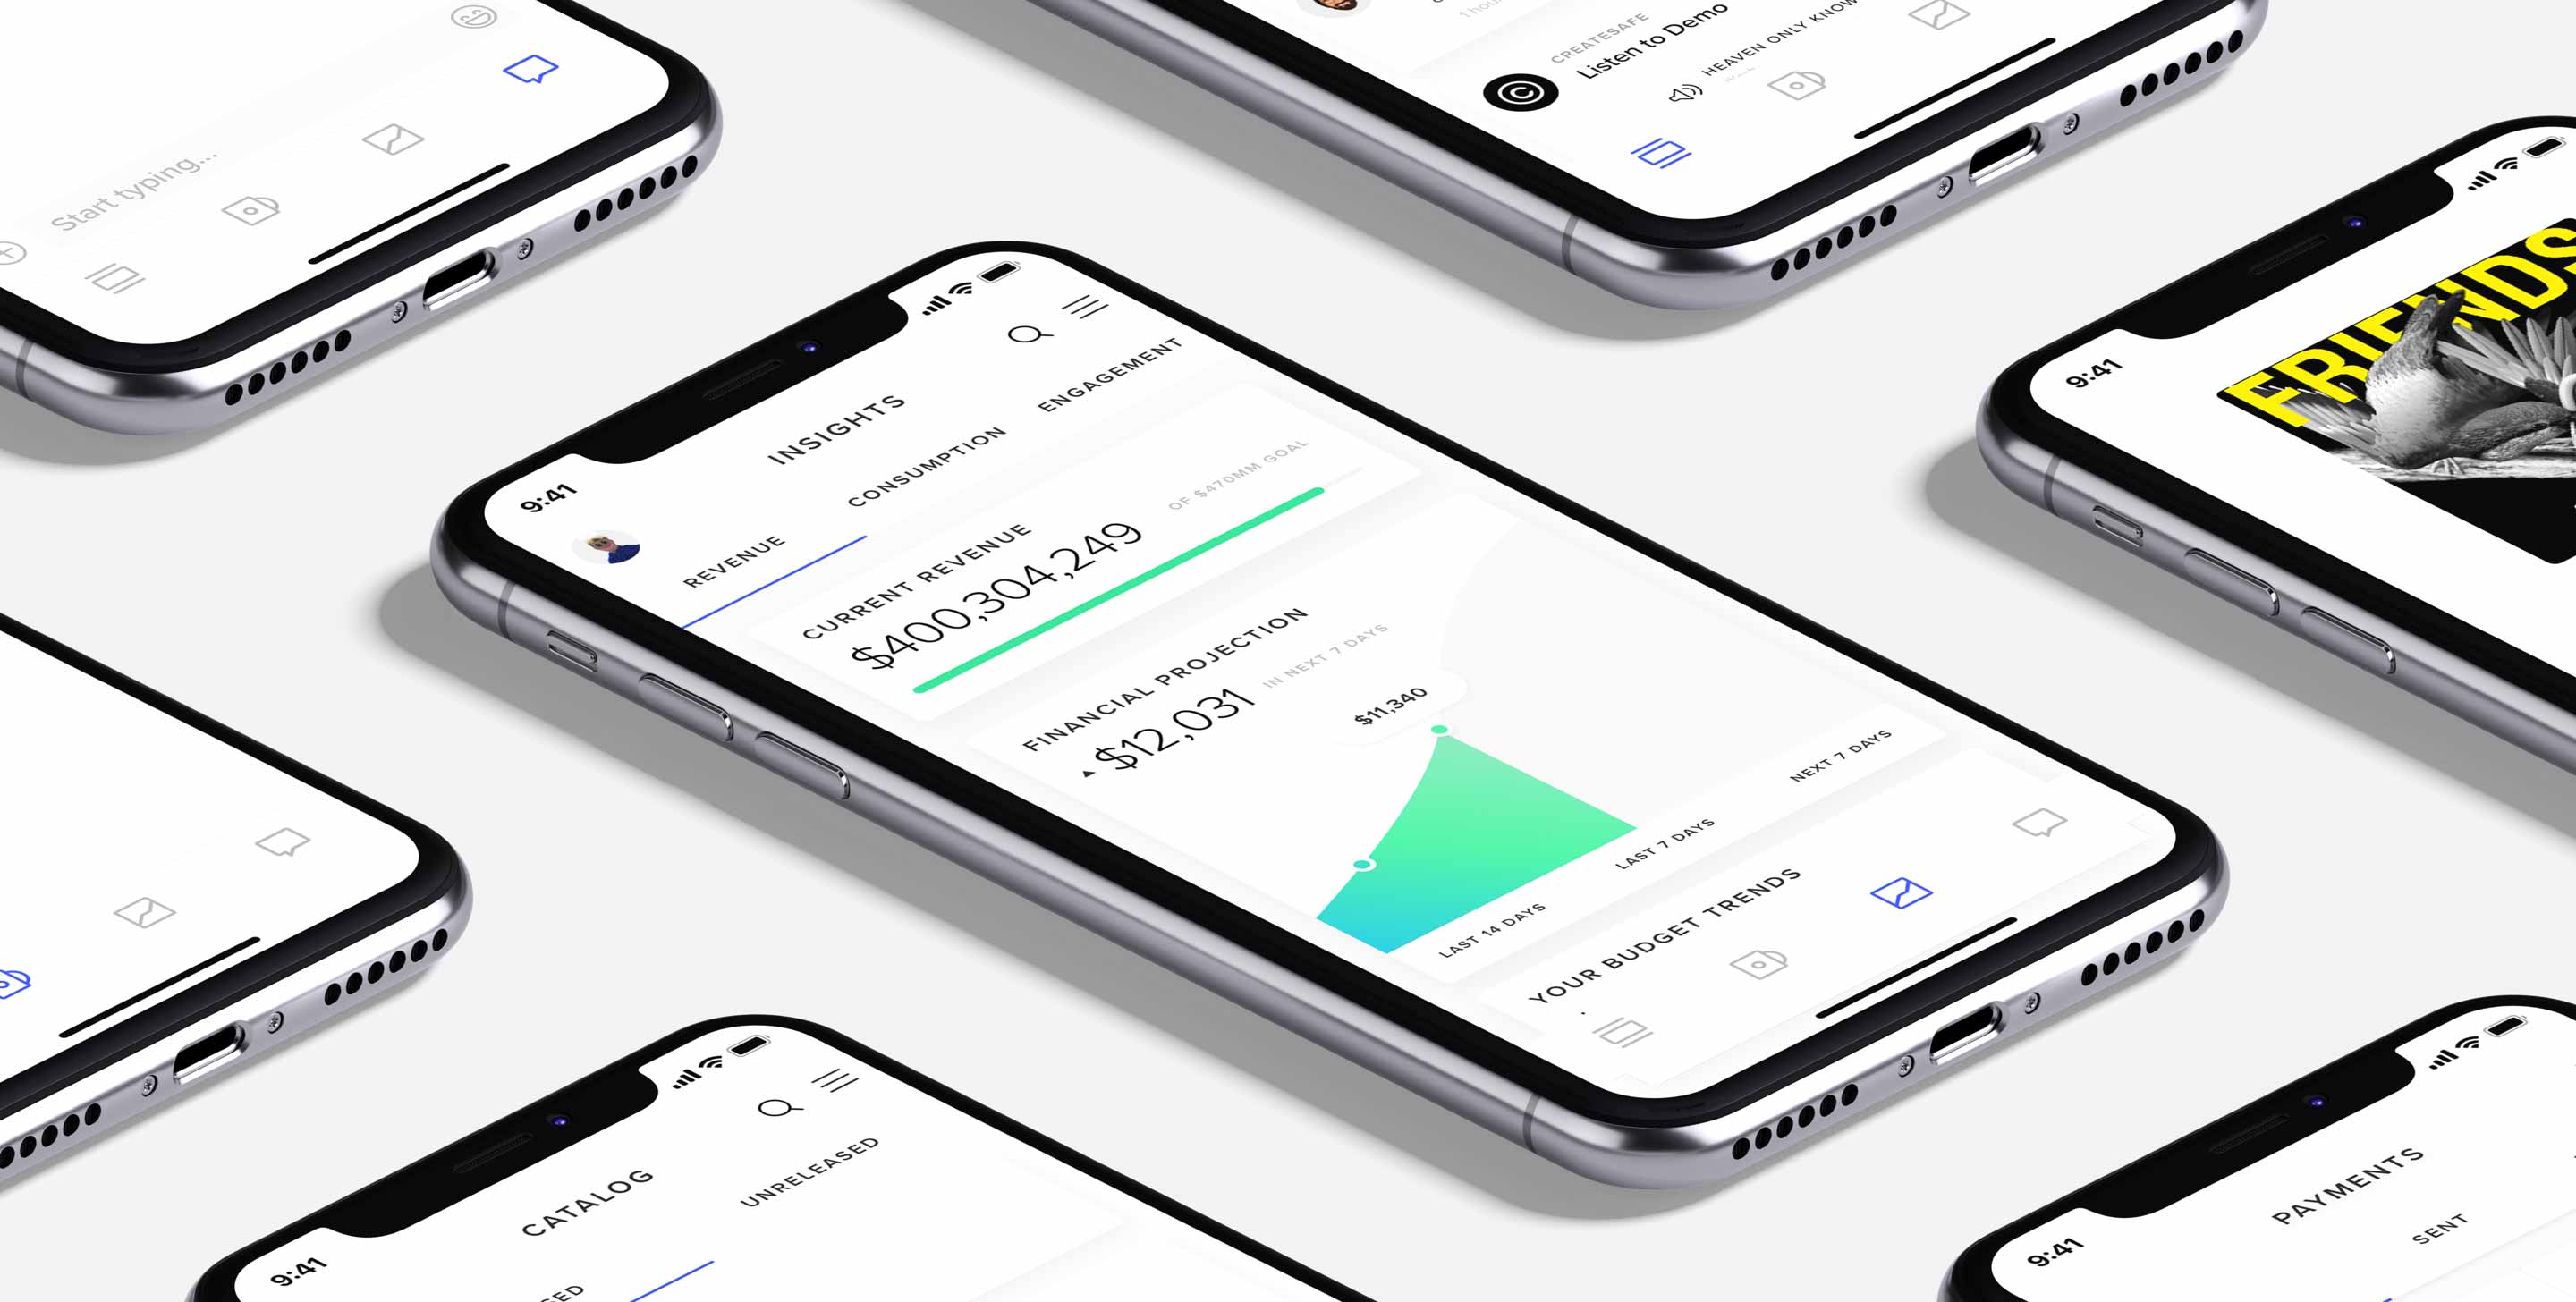 Start typing...
CREATESAFE
Listen to Demo
HEAVEN ONLY KNOW
9:41
FRIENDS
9:41
INSIGHTS
REVENUE
CONSUMPTION
ENGAGEMENT
CURRENT REVENUE
$400,304,249
OF $470MM GOAL
FINANCIAL PROJECTION
$12,031
IN NEXT 7 DAYS
$11,340
LAST 14 DAYS
LAST 7 DAYS
NEXT 7 DAYS
YOUR BUDGET TRENDS
9:41
CATALOG
UNRELEASED
9:41
PAYMENTS
SENT